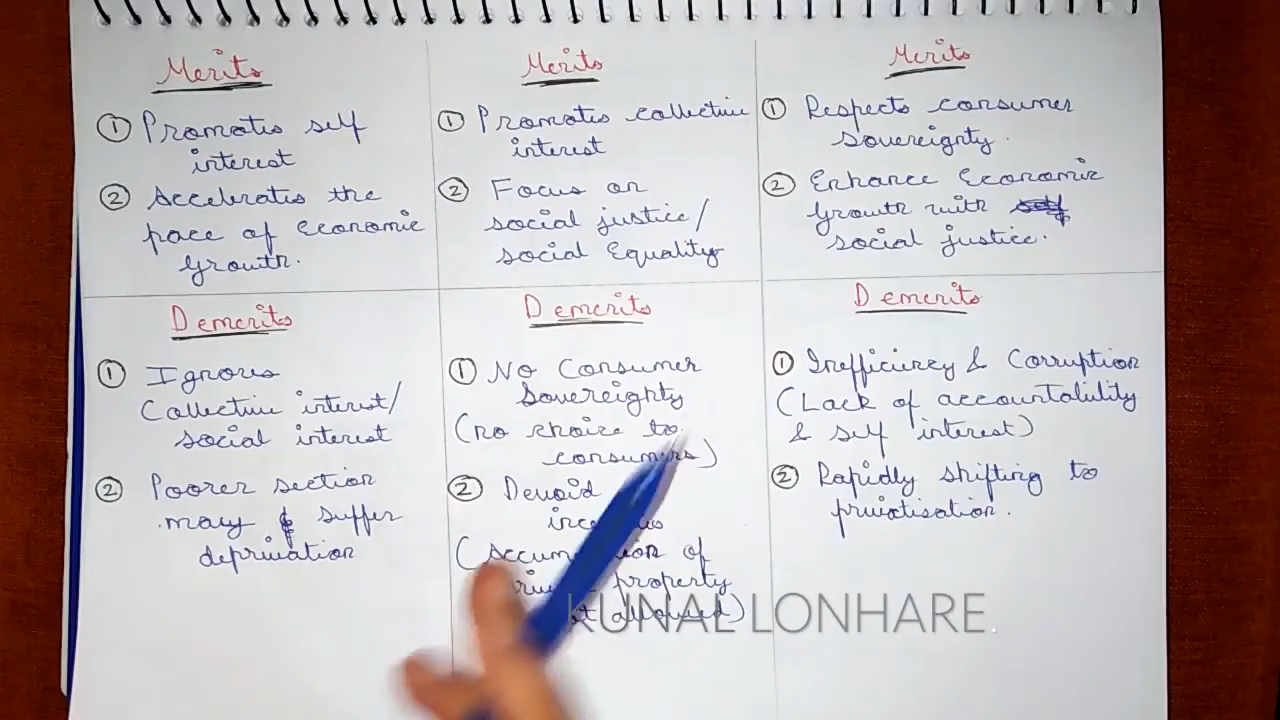 Merits
① Promotes self
interest
② Accelerates the
pace of Economic
Growth.
Demerits
① Ignores
Collective interest/
social interest
② Poorer section
may suffer
deprivation
Merits
① Promotes collective
interest
② Focus on
social justice/
social Equality
Demerits
① No Consumer
Sovereignty
(no choice to
consumers)
② Devoid
(Accum of
property
allowed)
Merits
① Respects consumer
sovereignty.
② Enhance Economic
Growth with
social justice.
Demerits
① Inefficiency & Corruption
(Lack of accountability
& self interest)
② Rapidly shifting to
privatisation.
KUNAL LONHARE.